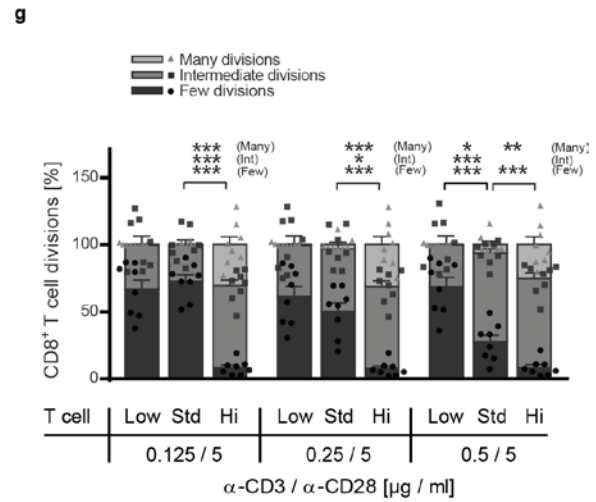 g
Many divisions
Intermediate divisions
Few divisions
*** (Many) *** (Many) * ** (Many)
*** (Int) * (Int) *** (Int)
*** (Few) *** (Few) *** *** (Few)
150
100
50
0
CD8+ T cell divisions [%]
T cell Low Std Hi Low Std Hi Low Std Hi
0.125 / 5 0.25 / 5 0.5 / 5
α-CD3 / α-CD28 [µg / ml]